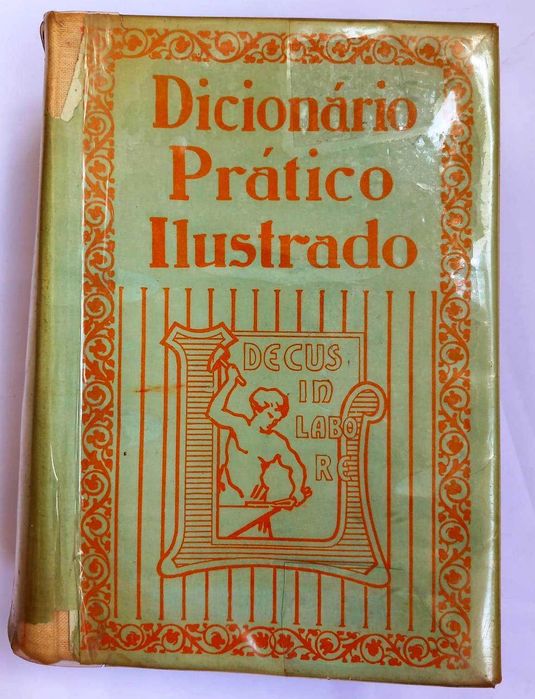 Dicionário
Prático
Ilustrado
DECUS
in
LABO
RE